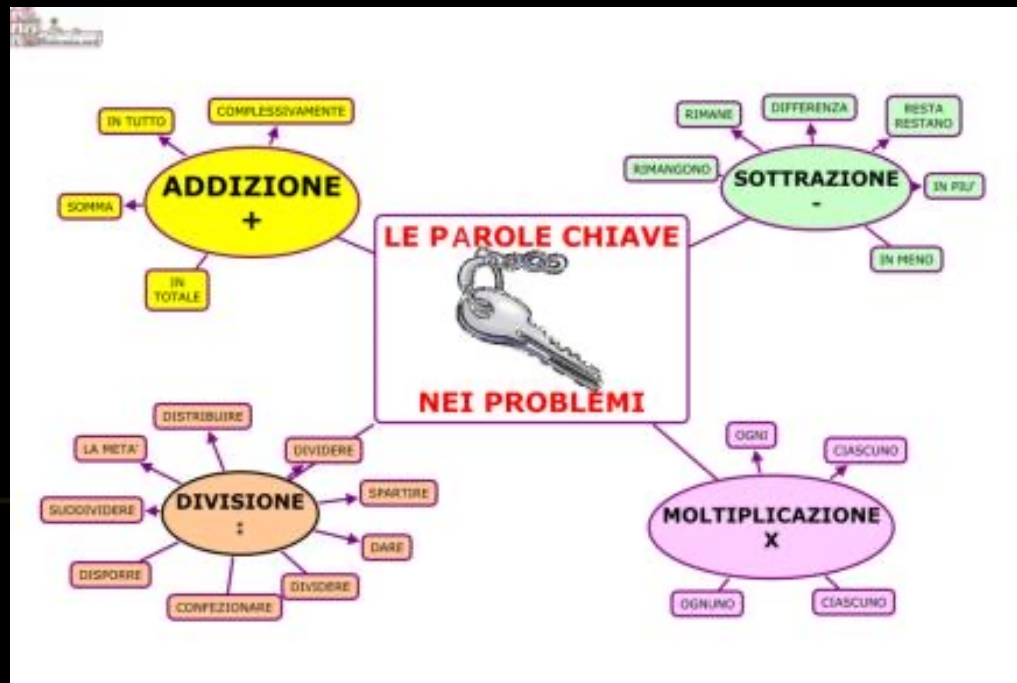 COMPLESSIVAMENTE
IN TUTTO
ADDIZIONE
+
SOMMA
IN
TOTALE
RIMANE
DIFFERENZA
RESTA
RESTANO
RIMANGONO
SOTTRAZIONE
-
IN PIU'
IN MENO
LE PAROLE CHIAVE
NEI PROBLEMI
DISTRIBUIRE
LA META'
DIVIDERE
DIVISIONE
:
SPARTIRE
SUDDIVIDERE
DARE
DISPORRE
DIVIDERE
CONFEZIONARE
OGNI
CIASCUNO
MOLTIPLICAZIONE
X
OGNUNO
CIASCUNO